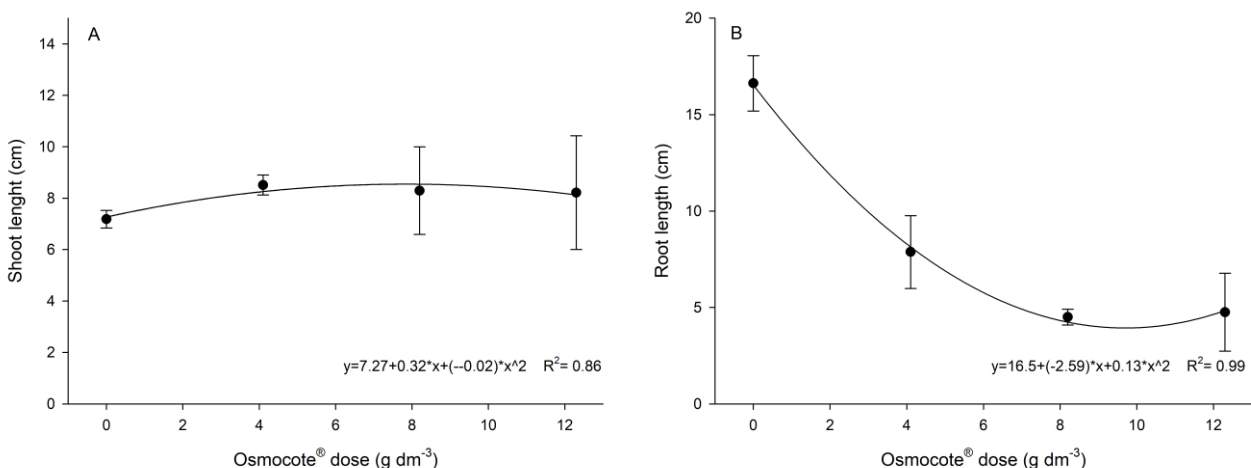 A
Shoot lenght (cm)
14
12
10
8
6
4
2
0
y=7.27+0.32*x+(--0.02)*x^2 R²= 0.86
0 2 4 6 8 10 12
Osmocote® dose (g dm⁻³)
B
Root length (cm)
20
15
10
5
0
y=16.5+(-2.59)*x+0.13*x^2 R²= 0.99
0 2 4 6 8 10 12
Osmocote® dose (g dm⁻³)